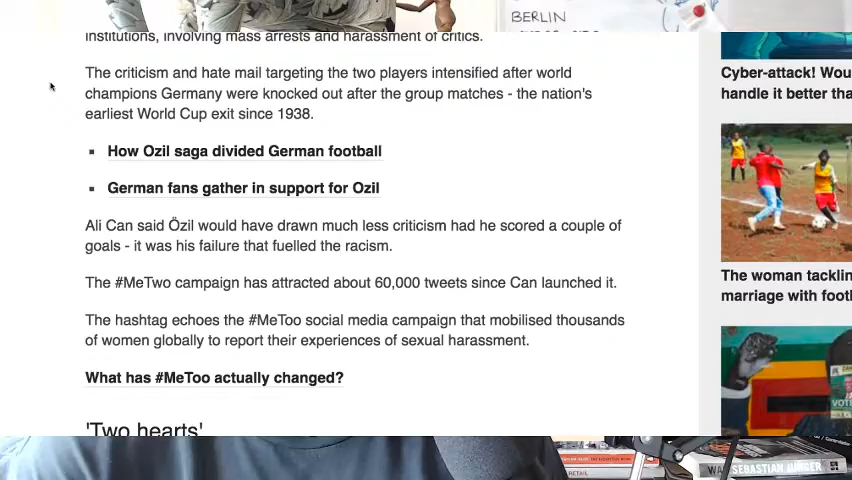 BERLIN
institutions, involving mass arrests and harassment of critics.
The criticism and hate mail targeting the two players intensified after world
champions Germany were knocked out after the group matches - the nation's
earliest World Cup exit since 1938.
How Ozil saga divided German football
German fans gather in support for Ozil
Ali Can said Özil would have drawn much less criticism had he scored a couple of
goals - it was his failure that fuelled the racism.
The #MeTwo campaign has attracted about 60,000 tweets since Can launched it.
The hashtag echoes the #MeToo social media campaign that mobilised thousands
of women globally to report their experiences of sexual harassment.
What has #MeToo actually changed?
'Two hearts'
Cyber-attack! Wou
handle it better tha
The woman tacklin
marriage with footb
RETAIL
WAR SEBASTIAN JUNGER